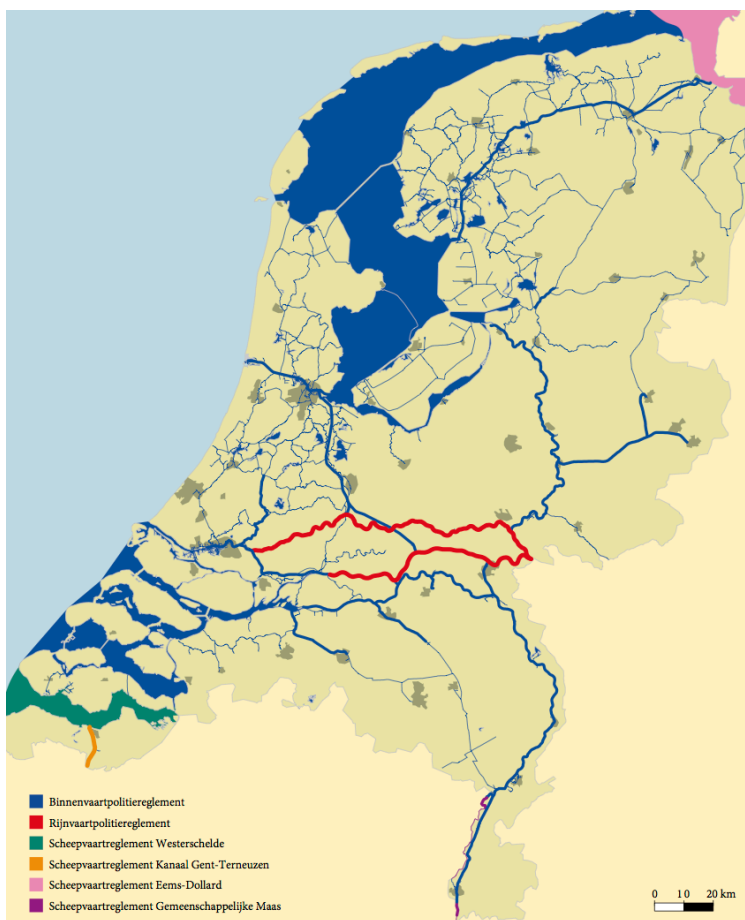 Binnenvaartpolitiereglement
Rijnvaartpolitiereglement
Scheepvaartreglement Westerschelde
Scheepvaartreglement Kanaal Gent-Terneuzen
Scheepvaartreglement Eems-Dollard
Scheepvaartreglement Gemeenschappelijke Maas
0 10 20 km